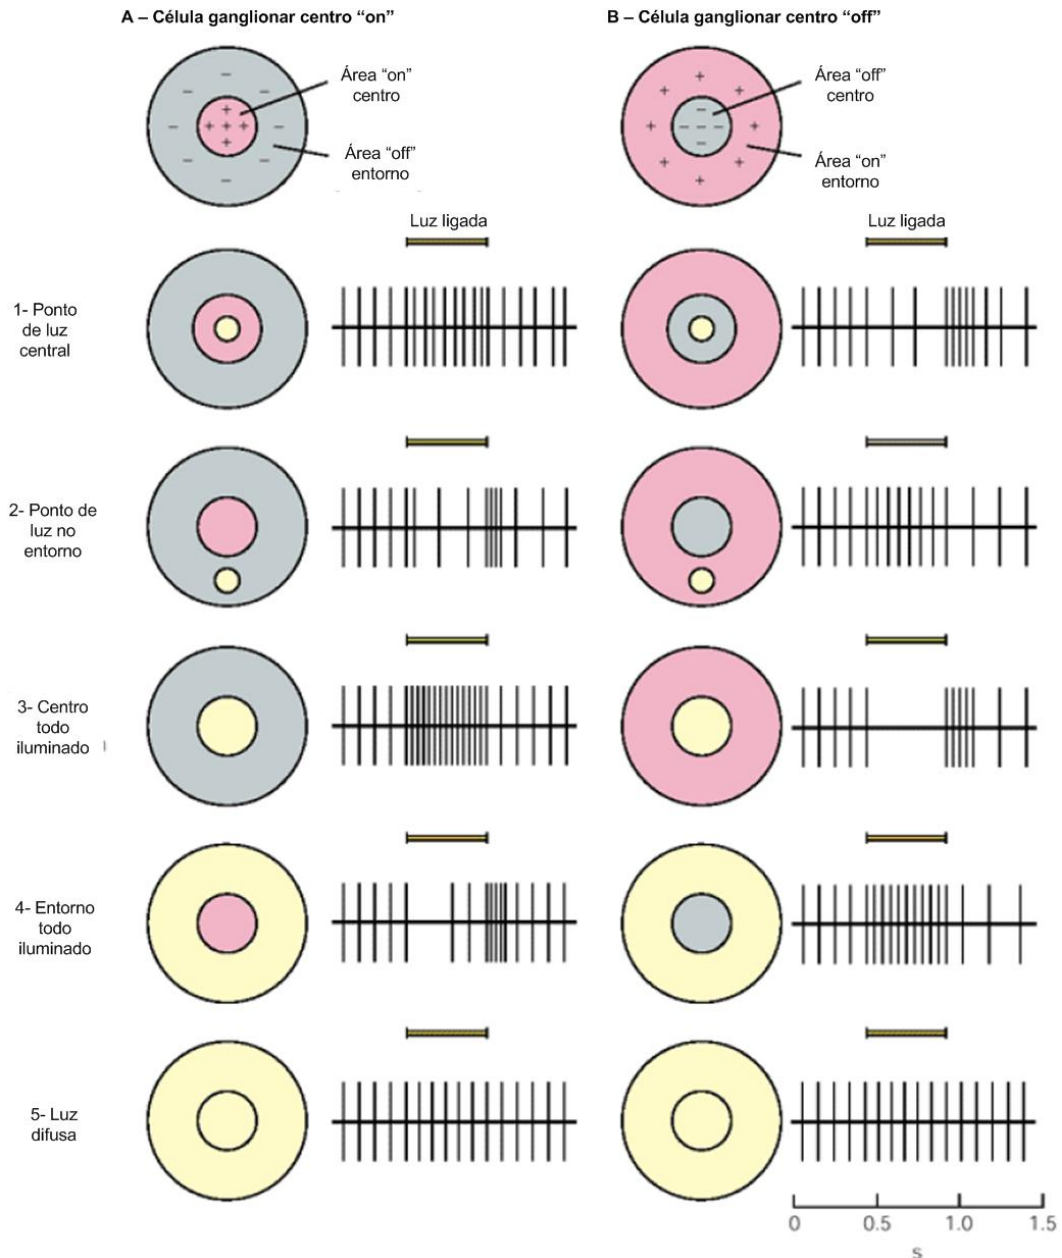 A – Célula ganglionar centro “on”
B – Célula ganglionar centro “off”
Área “on”
centro
Área “off”
entorno
Área “off”
centro
Área “on”
entorno
Luz ligada
Luz ligada
1- Ponto
de luz
central
2- Ponto de
luz no
entorno
3- Centro
todo
iluminado
4- Entorno
todo
iluminado
5- Luz
difusa
0 0.5 1.0 1.5
s